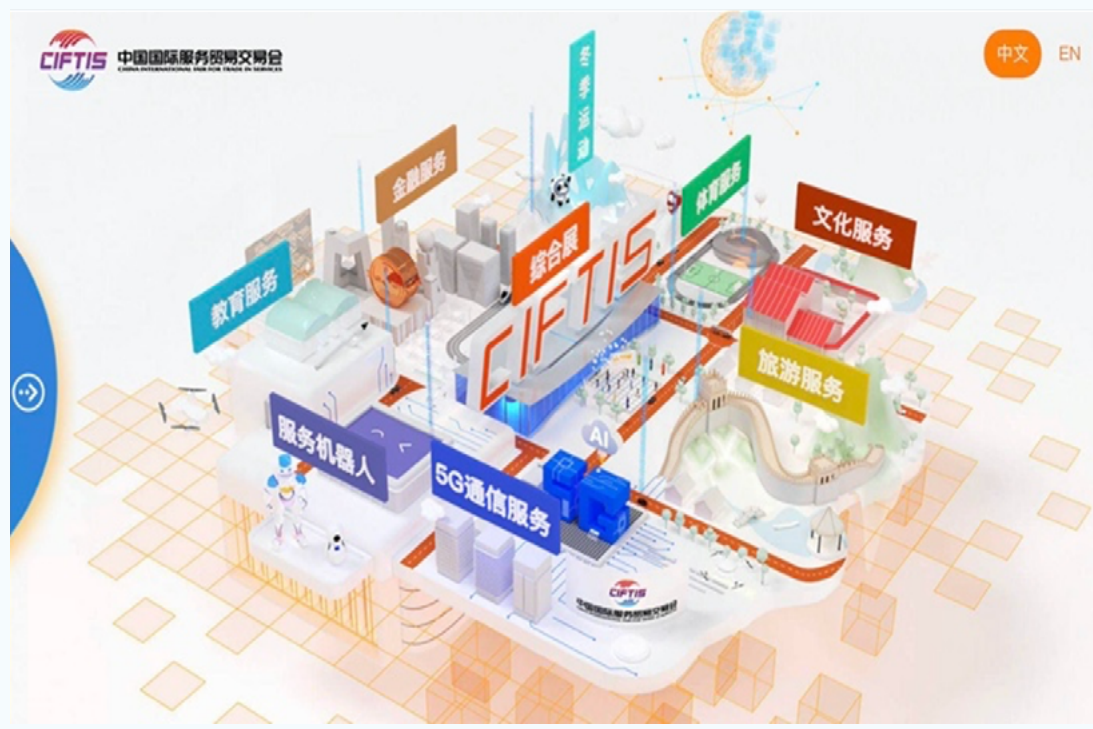 CIFTIS 中国国际服务贸易交易会
CHINA INTERNATIONAL FAIR FOR TRADE IN SERVICES
中文 EN
冬季运动
金融服务
体育服务
文化服务
综合展
教育服务
CIFTIS
旅游服务
服务机器人
AI
5G通信服务
CIFTIS
中国国际服务贸易交易会